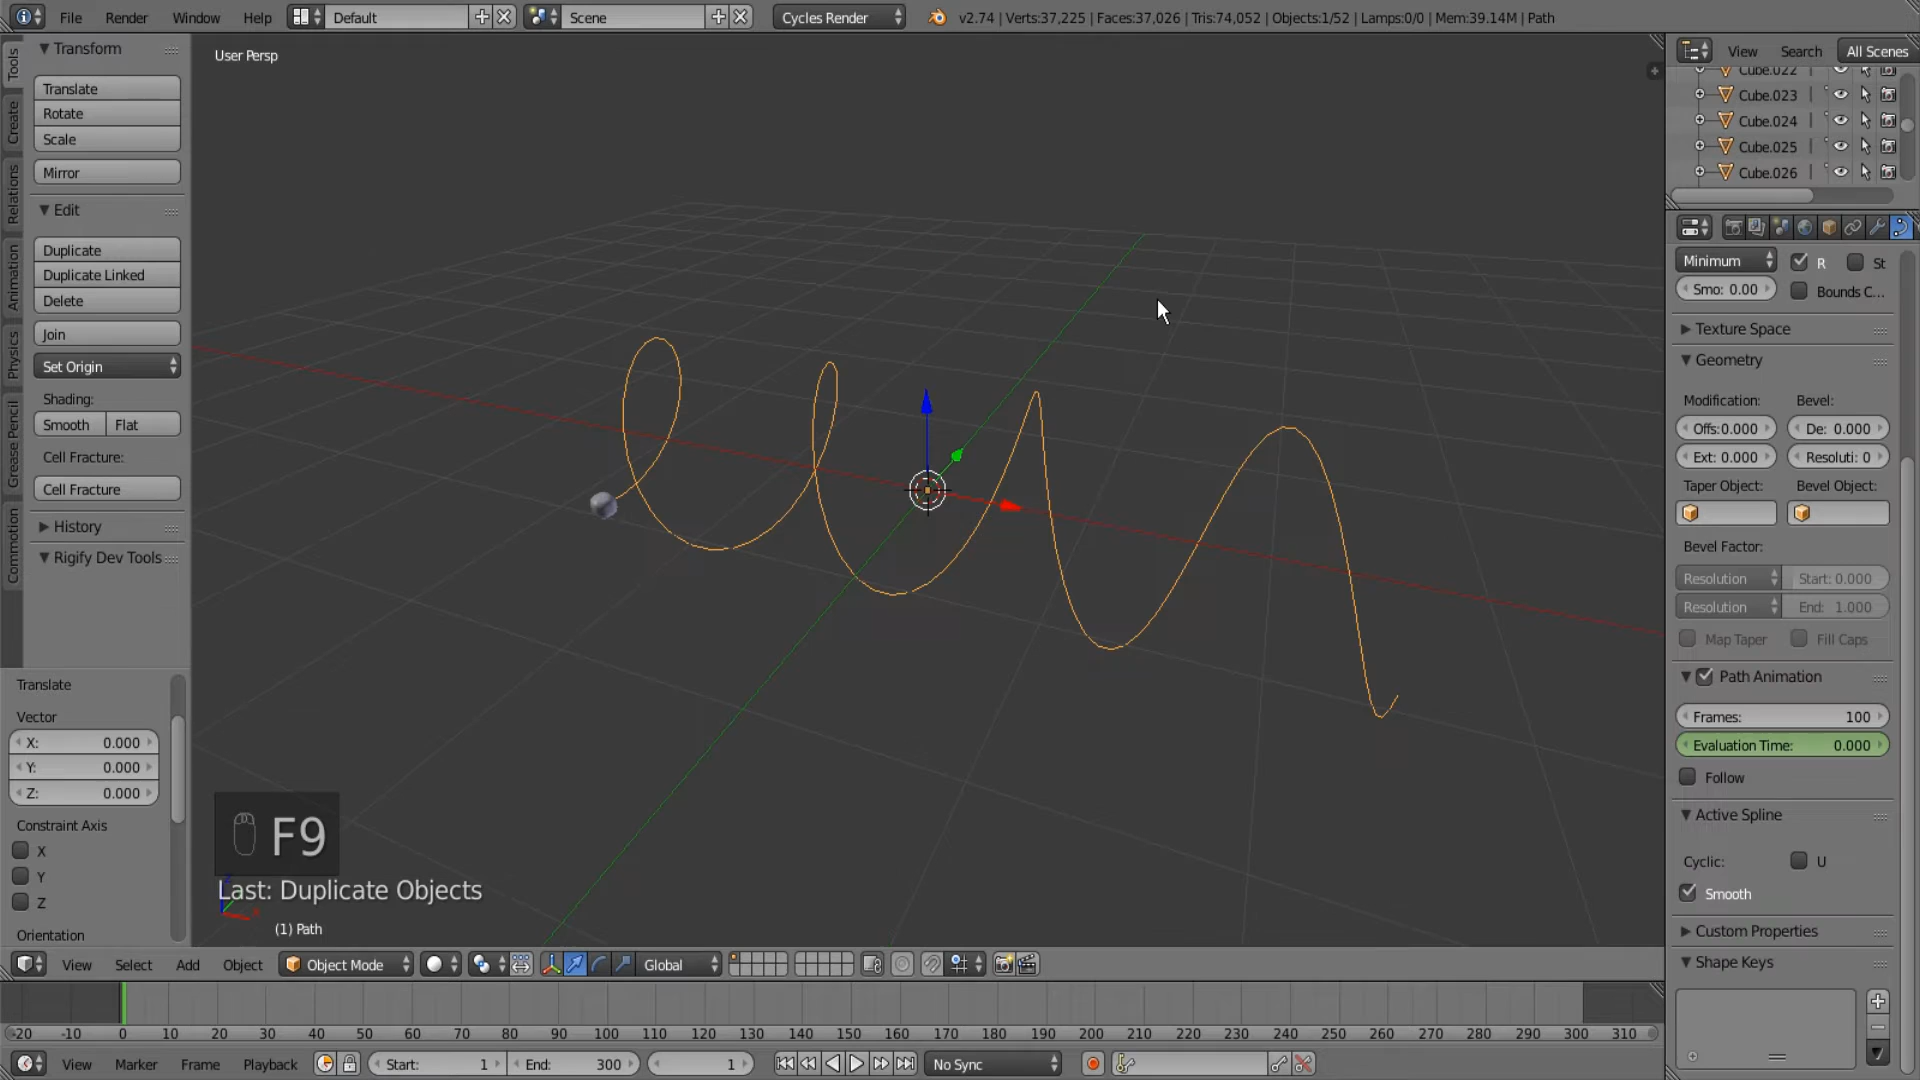 File Render Window Help Default Scene Cycles Render v2.74 | Verts:37,225 | Faces:37,026 | Tris:74,052 | Objects:1/52 | Lamps:0/0 | Mem:39.14M | Path
Tools
Create
Relations
Animation
Physics
Grease Pencil
Commotion
Transform
Translate
Rotate
Scale
Mirror
Edit
Duplicate
Duplicate Linked
Delete
Join
Set Origin
Shading:
Smooth Flat
Cell Fracture:
Cell Fracture
History
Rigify Dev Tools
Translate
Vector
X: 0.000
Y: 0.000
Z: 0.000
Constraint Axis
X
Y
Z
Orientation
User Persp
F9
Last: Duplicate Objects
(1) Path
View Search All Scenes
Cube.022
Cube.023
Cube.024
Cube.025
Cube.026
Minimum R St
Smo: 0.00 Bounds C...
Texture Space
Geometry
Modification: Bevel:
Offs:0.000 De: 0.000
Ext: 0.000 Resoluti: 0
Taper Object: Bevel Object:
Bevel Factor:
Resolution Start: 0.000
Resolution End: 1.000
Map Taper Fill Caps
Path Animation
Frames: 100
Evaluation Time: 0.000
Follow
Active Spline
Cyclic: U
Smooth
Custom Properties
Shape Keys
View Select Add Object Object Mode Global
-20 -10 0 10 20 30 40 50 60 70 80 90 100 110 120 130 140 150 160 170 180 190 200 210 220 230 240 250 260 270 280 290 300 310
View Marker Frame Playback Start: 1 End: 300 1 No Sync